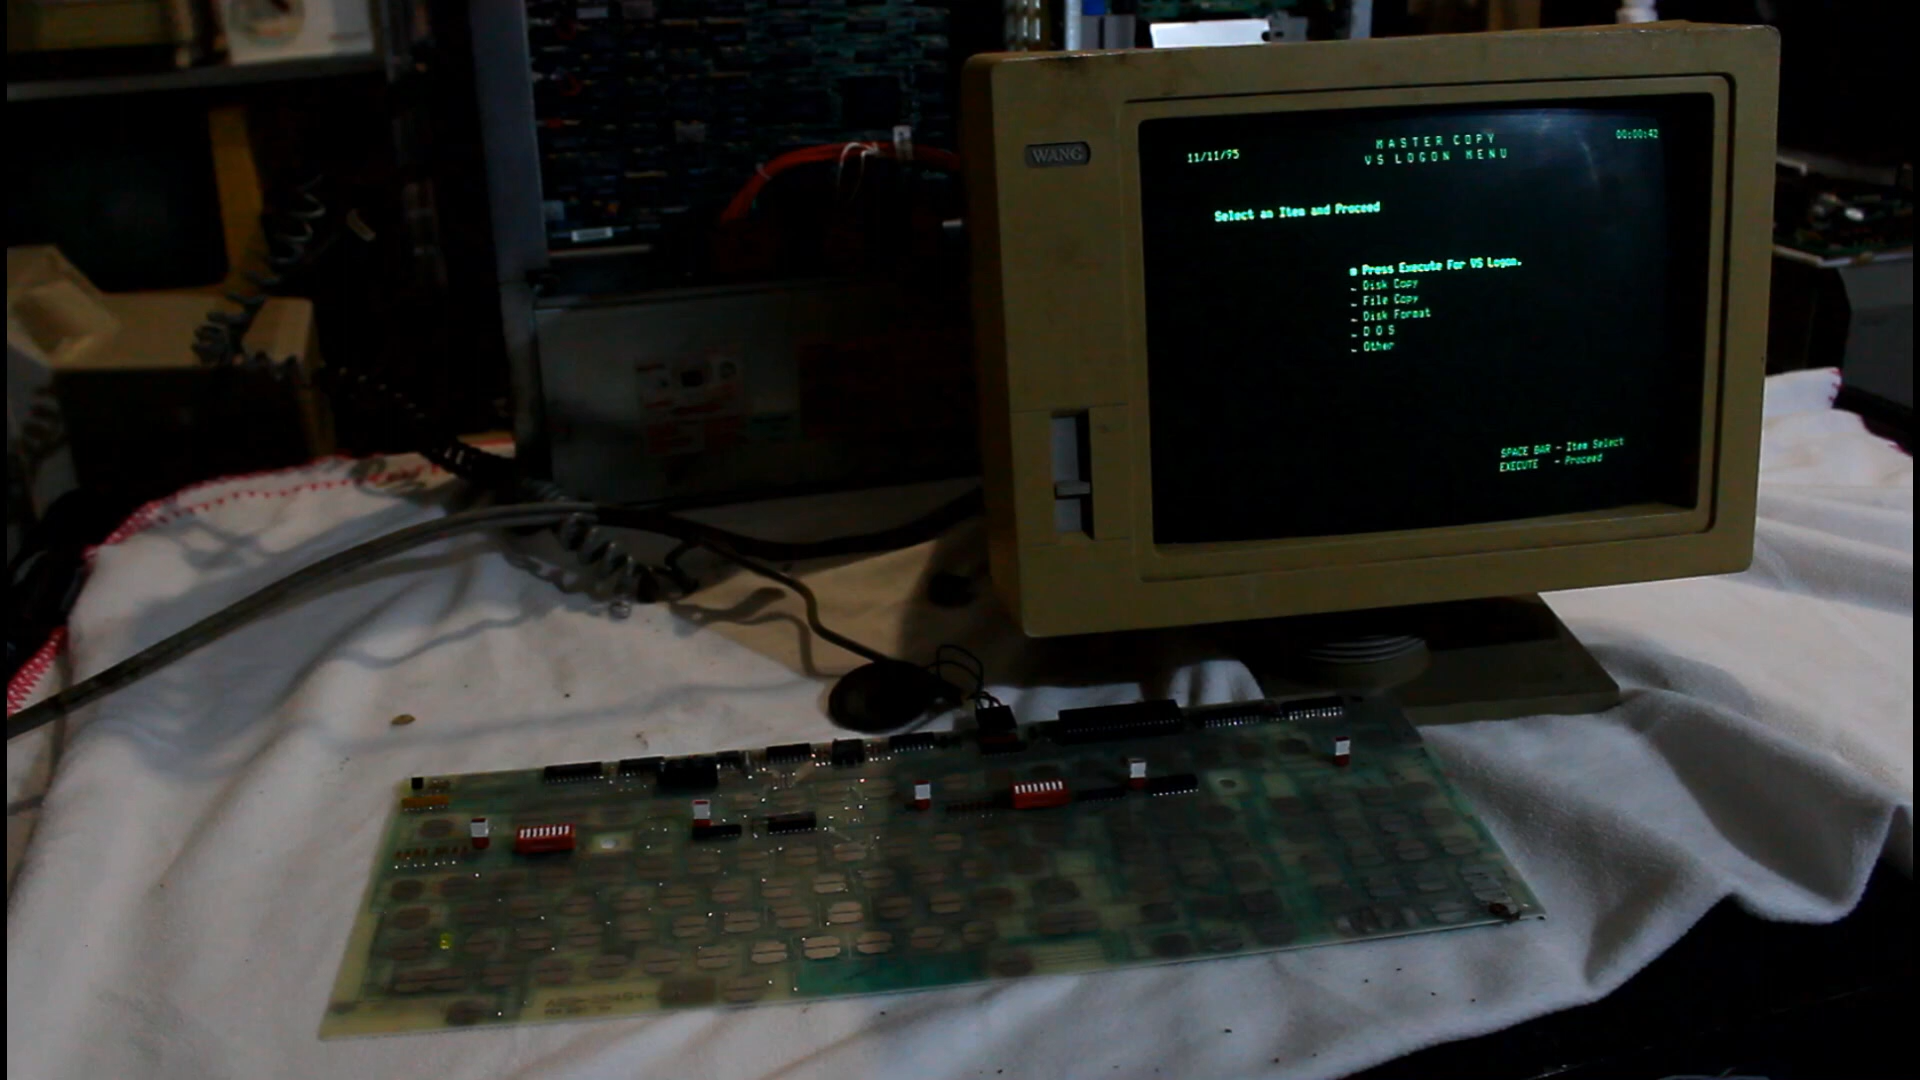 WANG
11/11/95
MASTER COPY
00:00:42
VS LOGON MENU
Select an Item and Proceed
Press Execute For VS Logon.
Disk Copy
File Copy
Disk Format
D O S
Other
SPACE BAR - Item Select
EXECUTE - Proceed